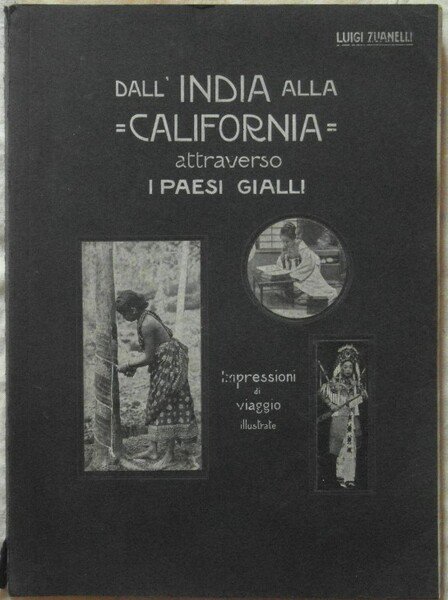 LUIGI ZUANELLI
DALL' INDIA ALLA
=CALIFORNIA=
attraverso
I PAESI GIALLI
Impressioni
di
viaggio
illustrate